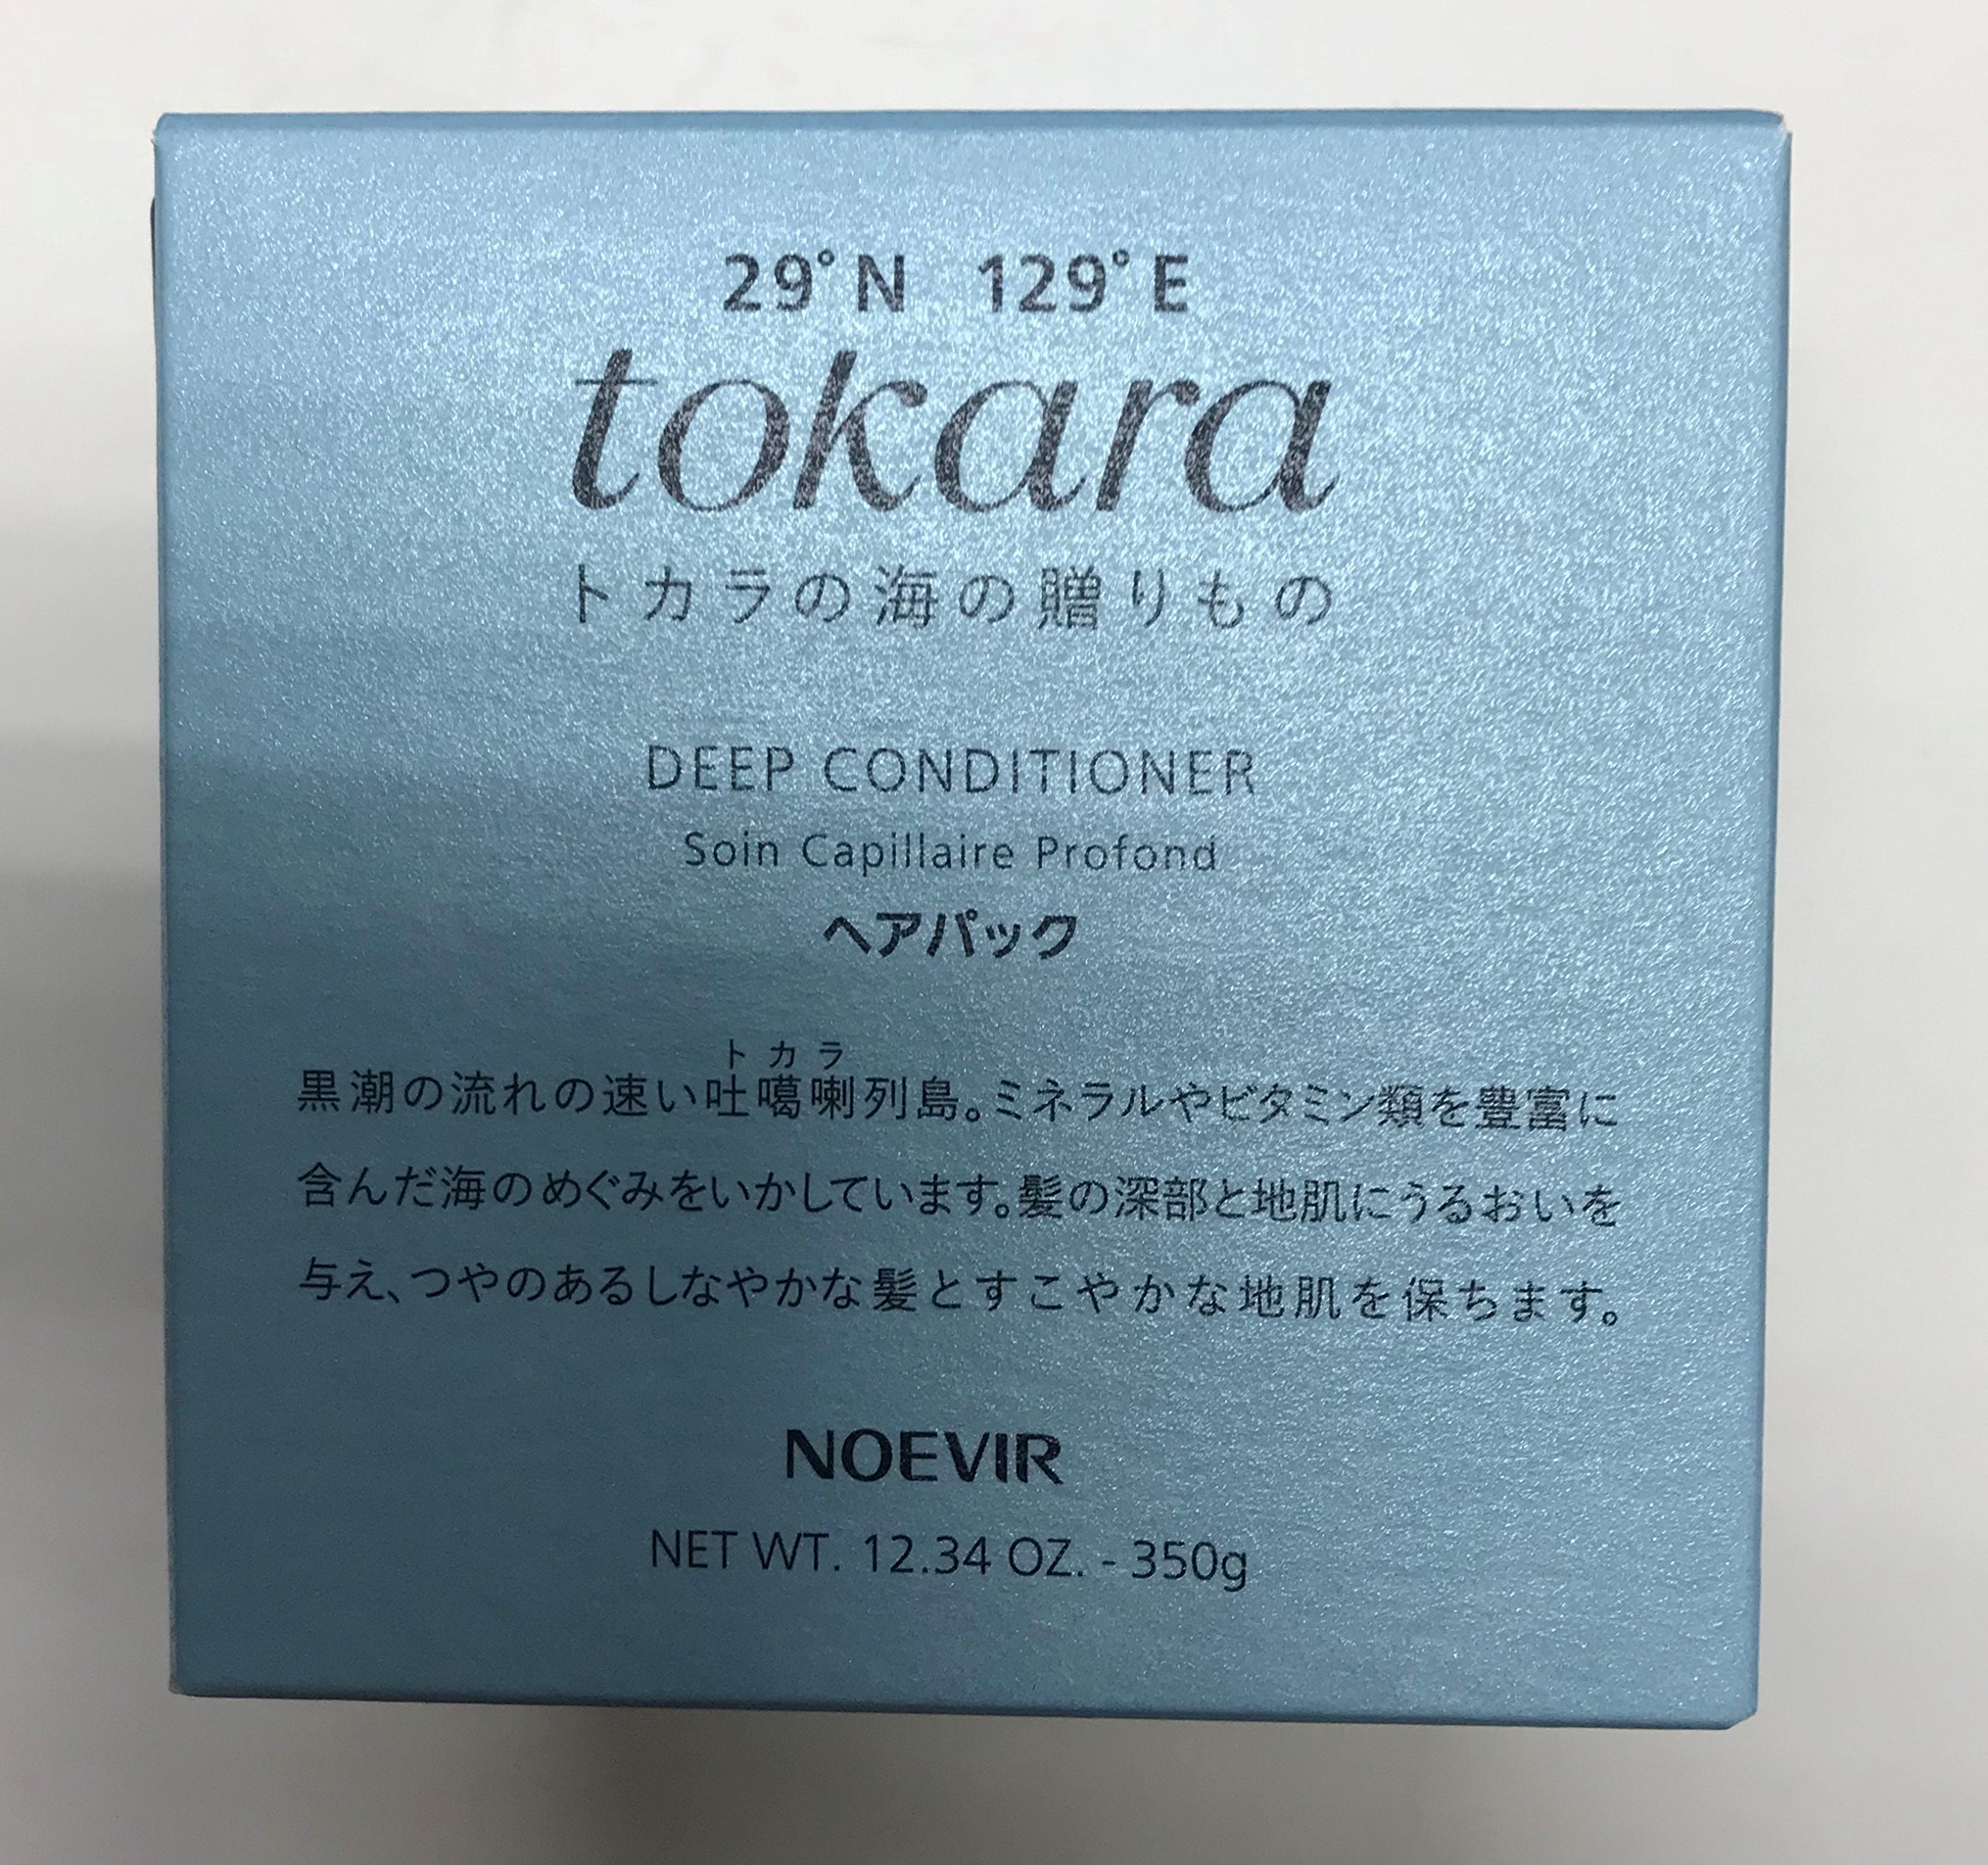 29°N 129°E
tokara
トカラの海の贈りもの
DEEP CONDITIONER
Soin Capillaire Profond
ヘアパック
トカラ
黒潮の流れの速い吐噶喇列島。ミネラルやビタミン類を豊富に
含んだ海のめぐみをいかしています。髪の深部と地肌にうるおいを
与え、つやのあるしなやかな髪とすこやかな地肌を保ちます。
NOEVIR
NET WT. 12.34 OZ. - 350g